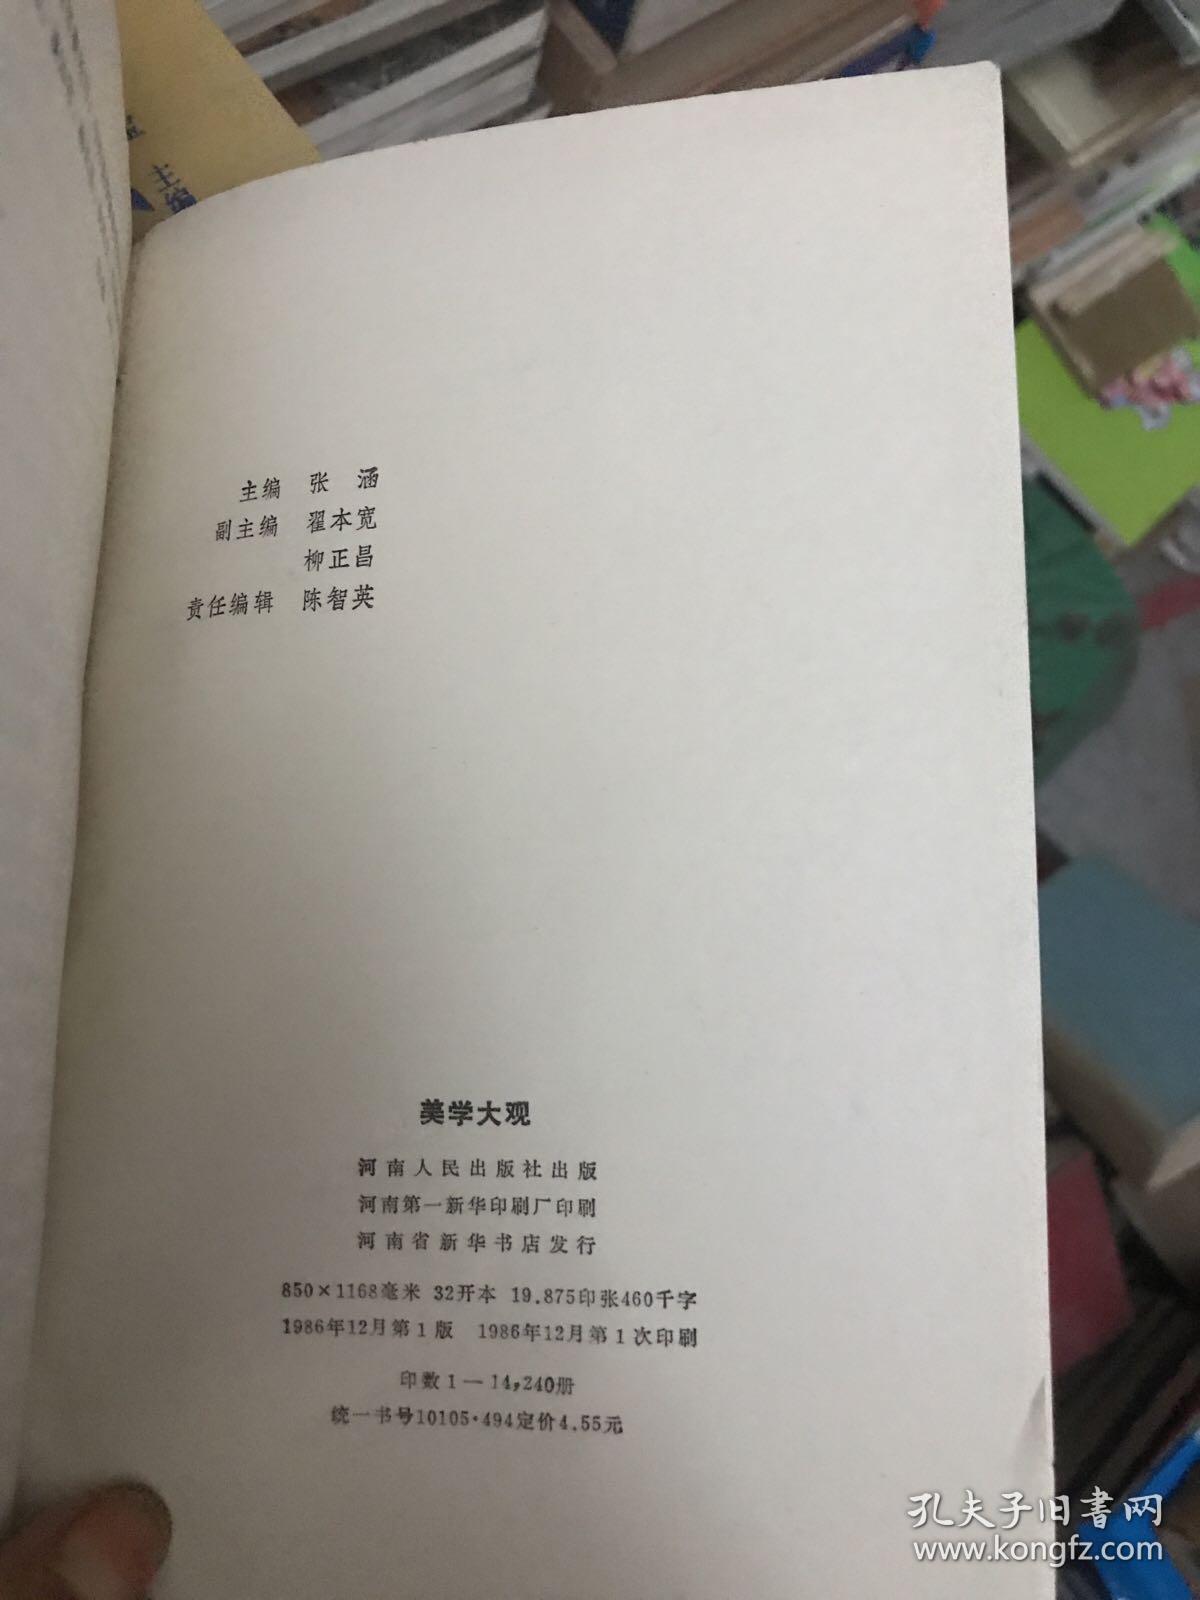 主编
主编 张 涵
副主编 翟本宽
柳正昌
责任编辑 陈智英
美学大观
河南人民出版社出版
河南第一新华印刷厂印刷
河南省新华书店发行
850×1168毫米 32开本 19.875印张460千字
1986年12月第1版 1986年12月第1次印刷
印数1—14,240册
统一书号10105·494定价4.55元
孔夫子旧書网
www.kongfz.com